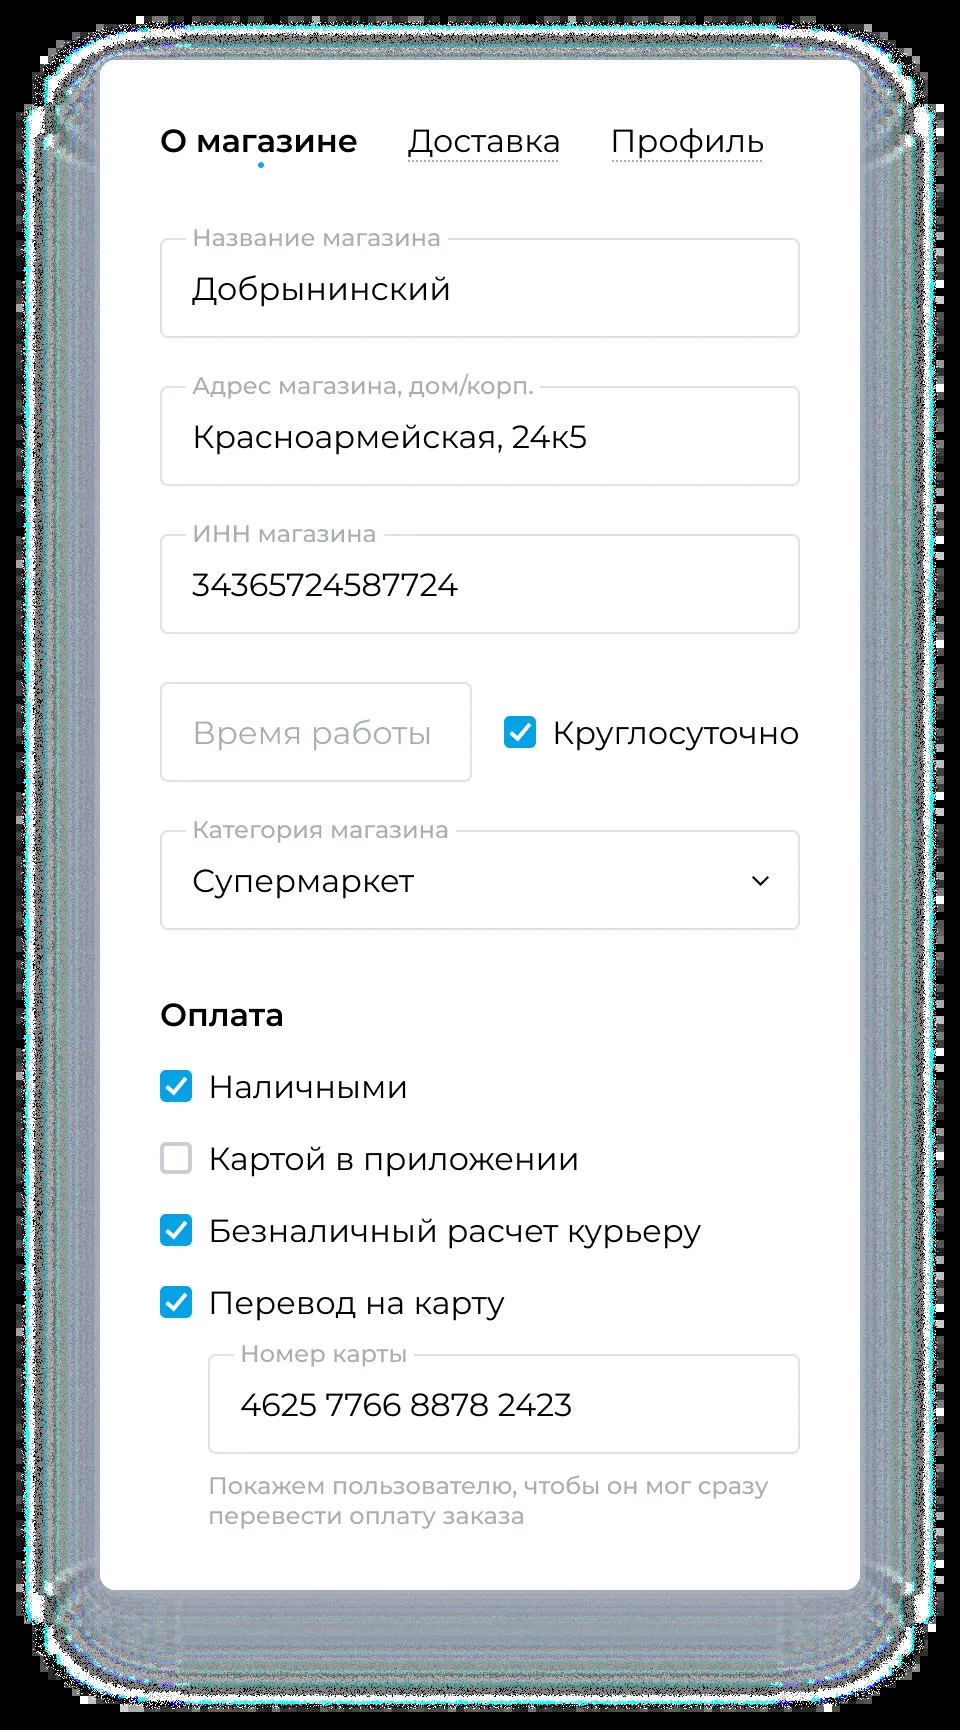 О магазине Доставка Профиль
Название магазина
Добрынинский
Адрес магазина, дом/корп.
Красноармейская, 24к5
ИНН магазина
34365724587724
Время работы Круглосуточно
Категория магазина
Супермаркет
Оплата
Наличными
Картой в приложении
Безналичный расчет курьеру
Перевод на карту
Номер карты
4625 7766 8878 2423
Покажем пользователю, чтобы он мог сразу
перевести оплату заказа